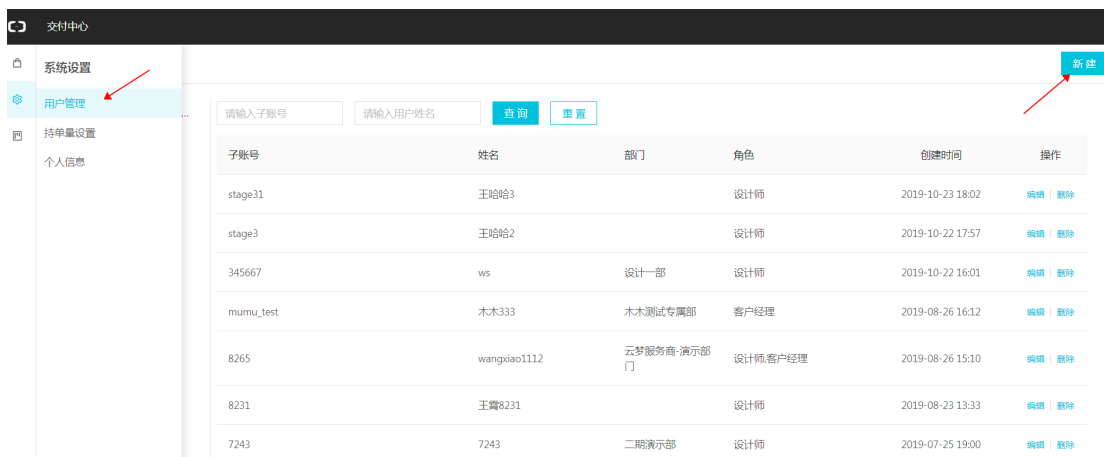 交付中心
系统设置
用户管理
持单量设置
个人信息
新建
...
请输入子账号 请输入用户姓名 查询 重置
子账号 姓名 部门 角色 创建时间 操作
stage31 王哈哈3 设计师 2019-10-23 18:02 编辑 删除
stage3 王哈哈2 设计师 2019-10-22 17:57 编辑 删除
345667 ws 设计一部 设计师 2019-10-22 16:01 编辑 删除
mumu_test 木木333 木木测试专属部 客户经理 2019-08-26 16:12 编辑 删除
8265 wangxiao1112 云梦服务商-演示部 设计师,客户经理 2019-08-26 15:10 编辑 删除
门
8231 王霄8231 设计师 2019-08-23 13:33 编辑 删除
7243 7243 二期演示部 设计师 2019-07-25 19:00 编辑 删除